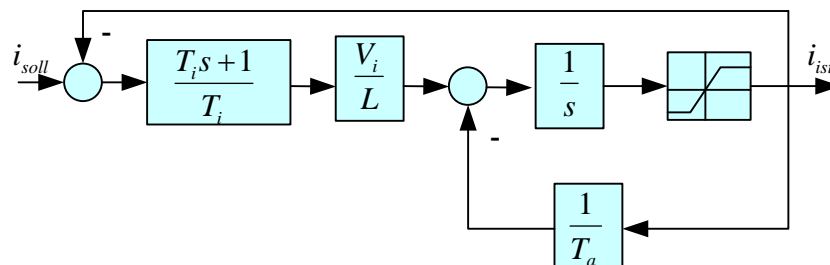 -
i_soll
(T_i s + 1) / T_i
V_i / L
-
1 / s
i_ist
1 / T_a